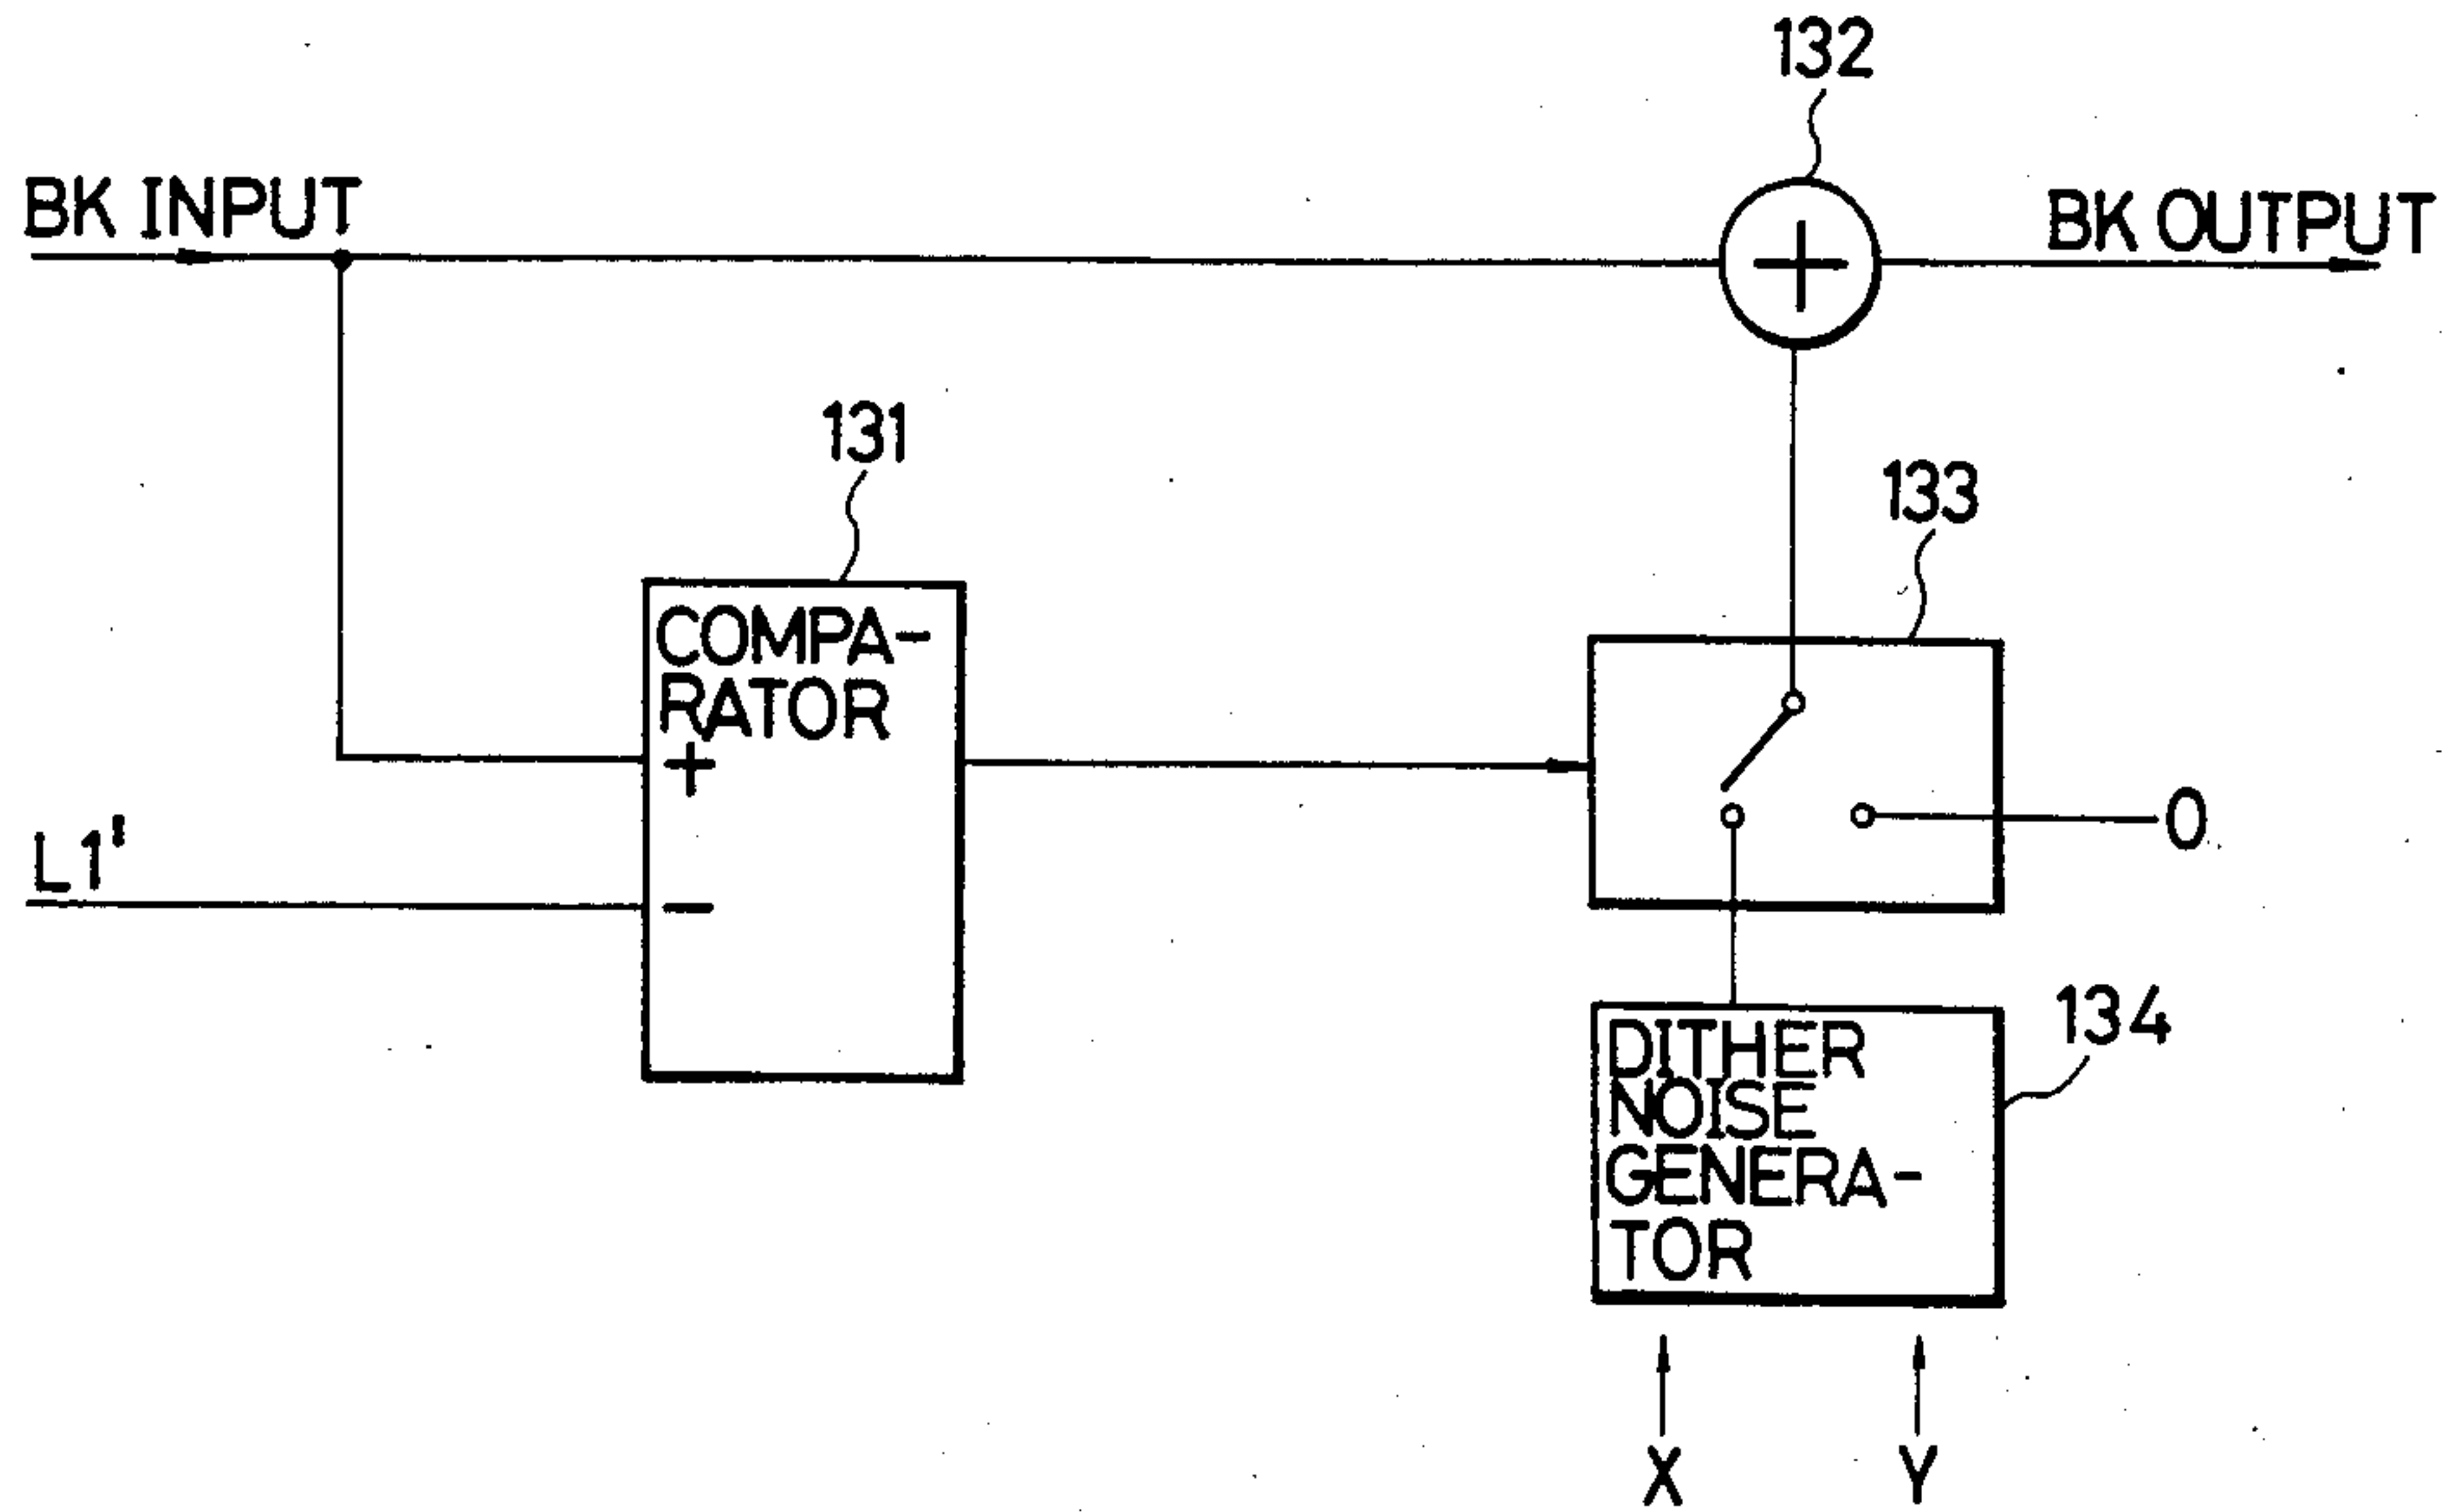 132
BK INPUT
BK OUTPUT
131
133
COMPA-
RATOR
+
L1'
−
0
134
DITHER
NOISE
GENERA-
TOR
X
Y